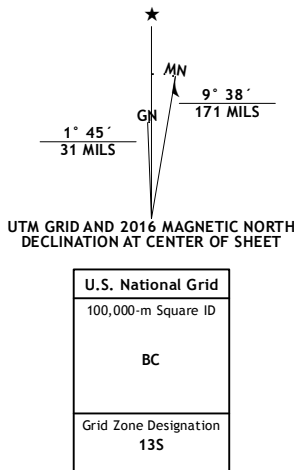 MN
GN
9° 38´
171 MILS
1° 45´
31 MILS
UTM GRID AND 2016 MAGNETIC NORTH
DECLINATION AT CENTER OF SHEET
U.S. National Grid
100,000-m Square ID
BC
Grid Zone Designation
13S